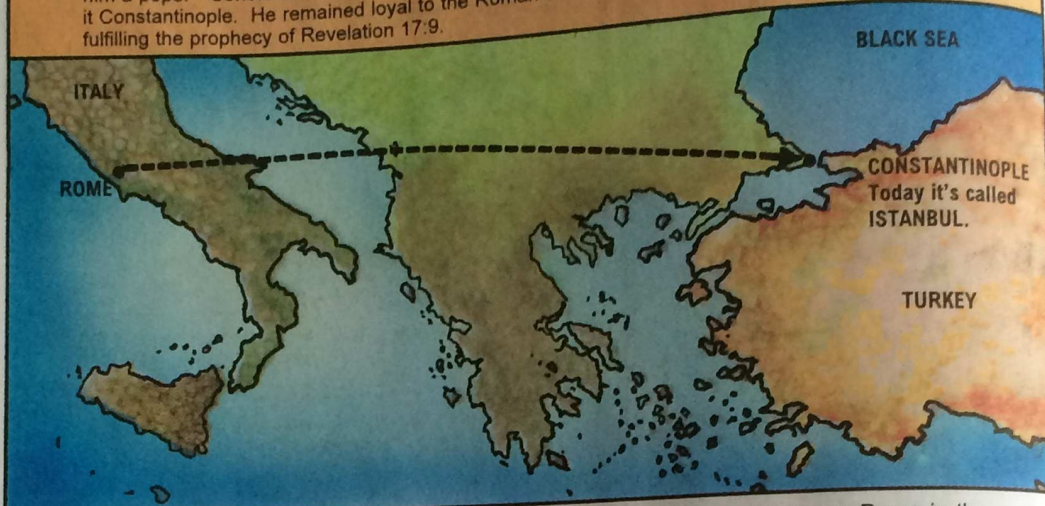 it Constantinople. He remained loyal to the Roman
fulfilling the prophecy of Revelation 17:9.
BLACK SEA
ITALY
ROME
CONSTANTINOPLE
Today it's called
ISTANBUL.
TURKEY